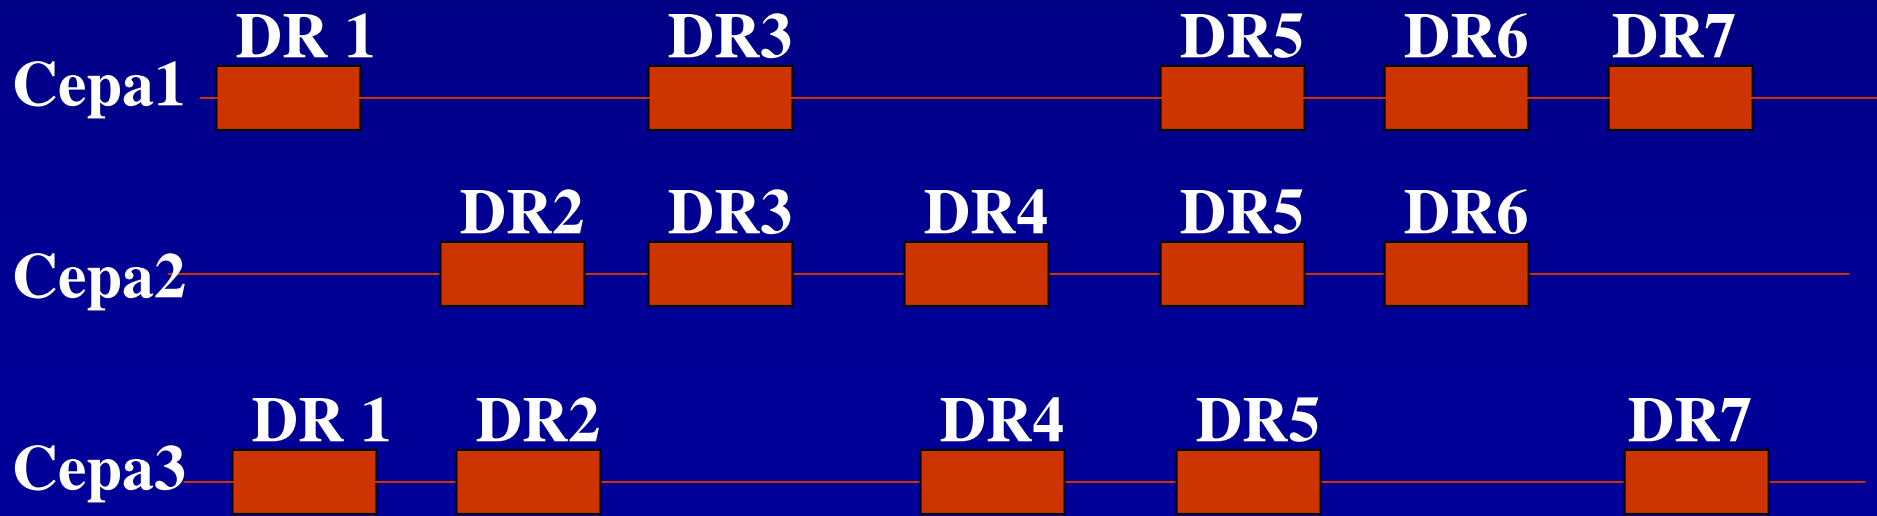 DR 1 DR3 DR5 DR6 DR7
Cepa1
DR2 DR3 DR4 DR5 DR6
Cepa2
DR 1 DR2 DR4 DR5 DR7
Cepa3